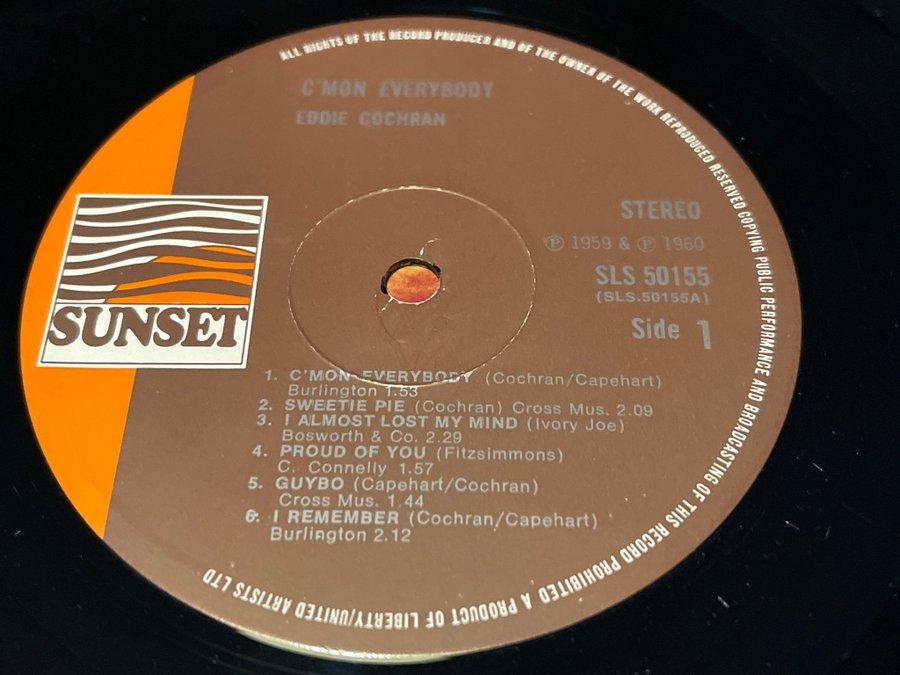 ALL RIGHTS OF THE RECORD PRODUCER AND OF THE OWNER OF THE WORK REPRODUCED RESERVED COPYING PUBLIC PERFORMANCE AND BROADCASTING OF THIS RECORD PROHIBITED A PRODUCT OF LIBERTY/UNITED ARTISTS LTD
C'MON EVERYBODY
EDDIE COCHRAN
STEREO
℗ 1959 & ℗ 1960
SLS 50155
(SLS.50155A)
Side 1
SUNSET
1. C'MON EVERYBODY (Cochran/Capehart)
Burlington 1.53
2. SWEETIE PIE (Cochran) Cross Mus. 2.09
3. I ALMOST LOST MY MIND (Ivory Joe)
Bosworth & Co. 2.29
4. PROUD OF YOU (Fitzsimmons)
C. Connelly 1.57
5. GUYBO (Capehart/Cochran)
Cross Mus. 1.44
6. I REMEMBER (Cochran/Capehart)
Burlington 2.12